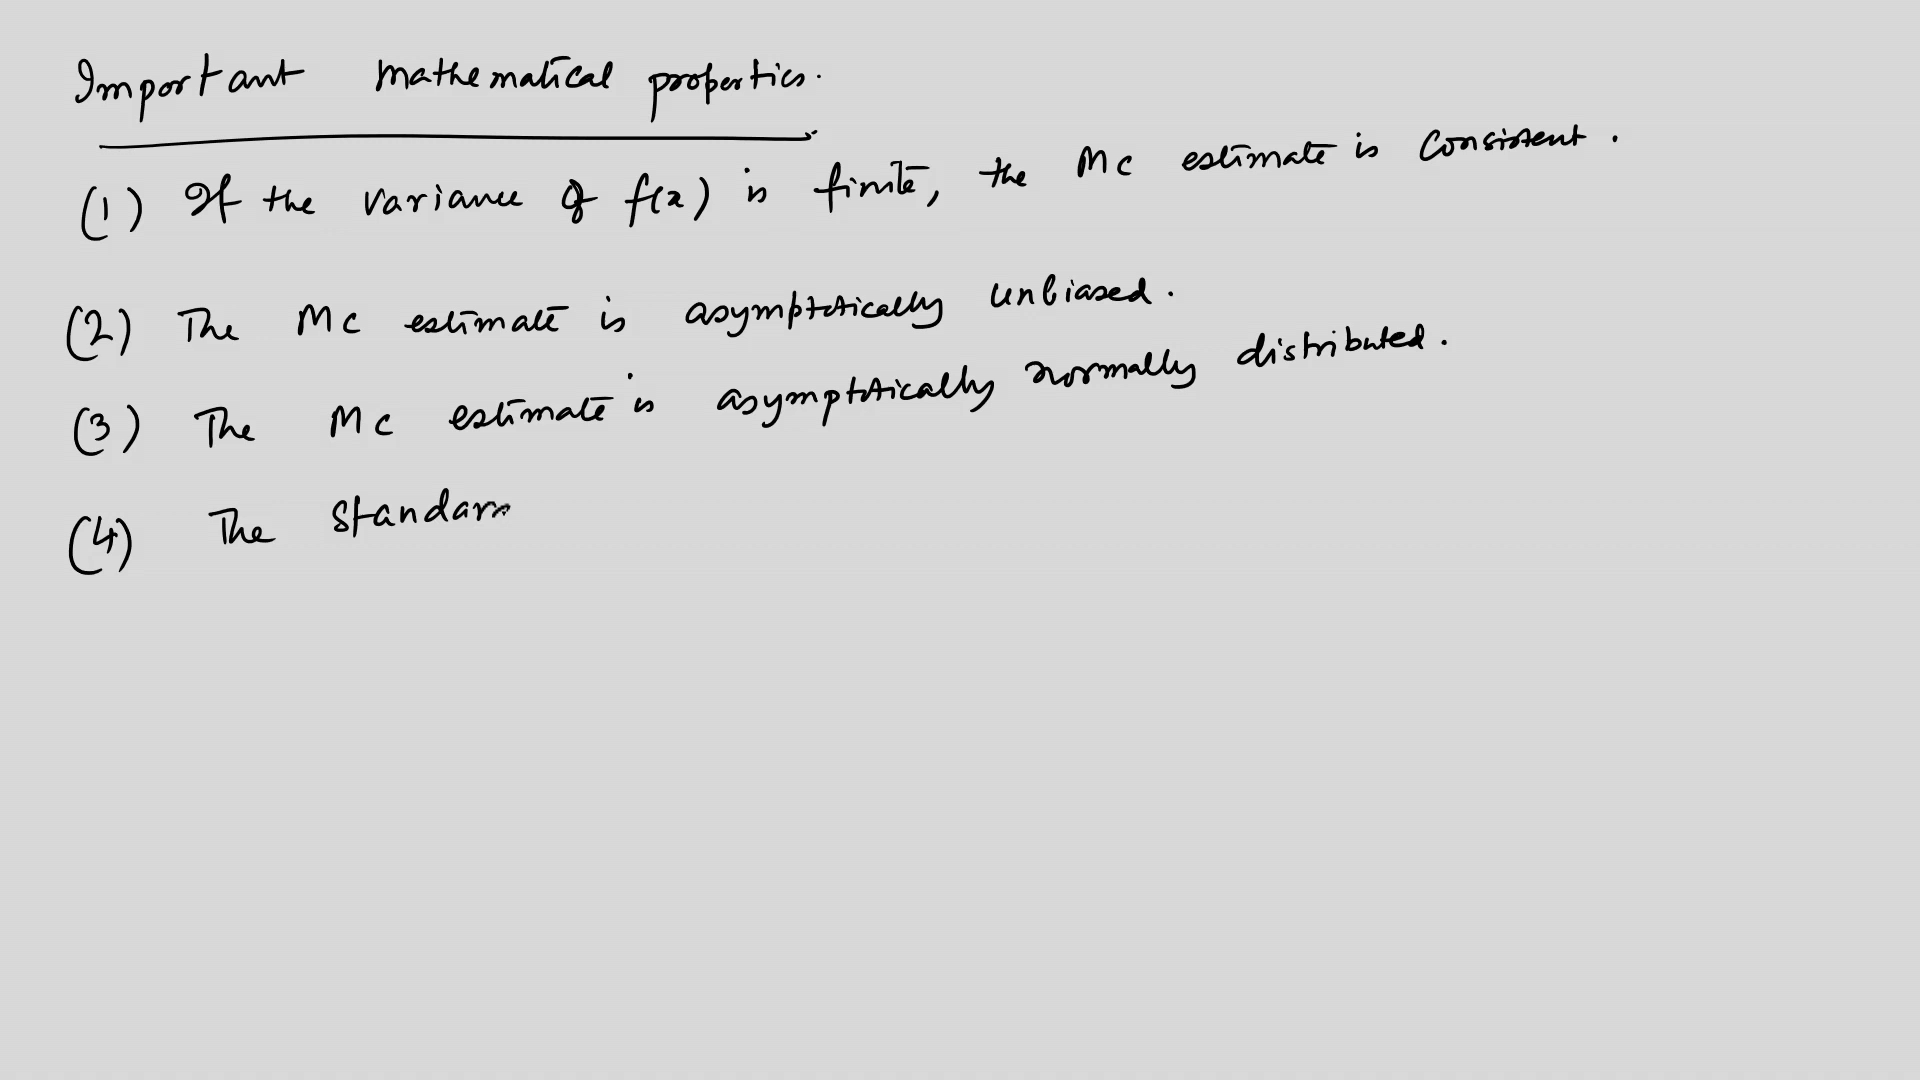 Important mathematical properties.
(1) If the variance of f(x) is finite, the MC estimate is consistent.
(2) The MC estimate is asymptotically unbiased.
(3) The MC estimate is asymptotically normally distributed.
(4) The standar